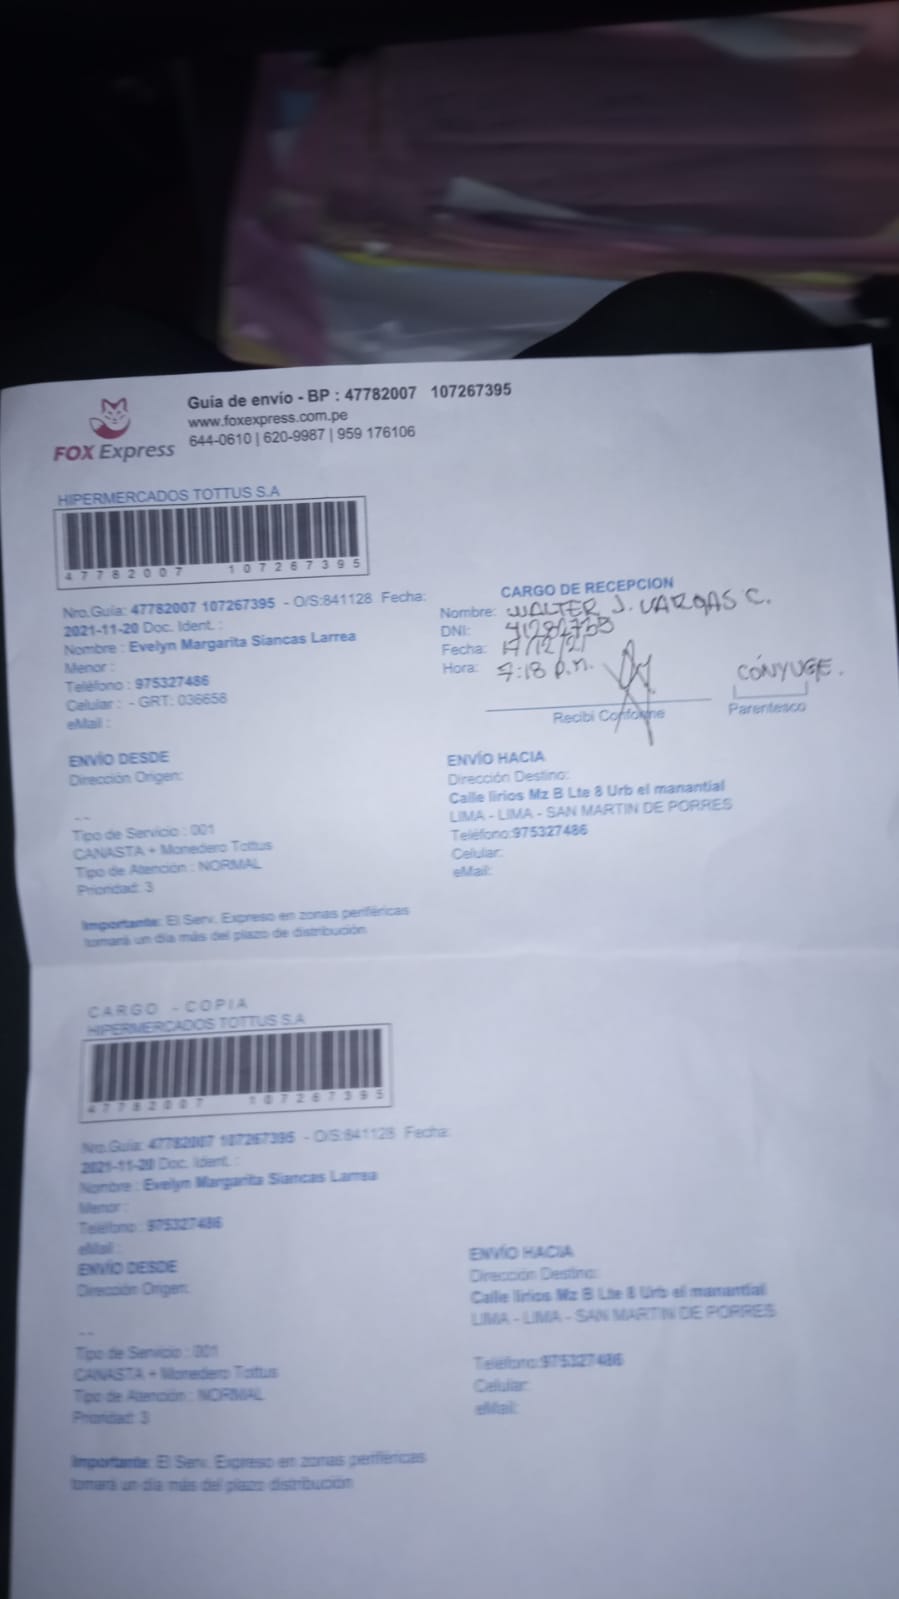 Guía de envío - BP : 47782007 107267395
www.foxexpress.com.pe
644-0610 | 620-9987 | 959 176106
FOX Express
HIPERMERCADOS TOTTUS S.A
47782007 107267395
Nro.Guía: 47782007 107267395 - O/S:841128 Fecha:
2021-11-20 Doc. Ident. :
Nombre : Evelyn Margarita Siancas Larrea
Menor :
Teléfono : 975327486
Celular : - GRT: 036658
eMail :
CARGO DE RECEPCION
Nombre: WALTER J. VARGAS C.
DNI:
Fecha: 17/12/21
Hora: 7:18 p.m.
CÓNYUGE.
Recibí Conforme
Parentesco
ENVÍO DESDE
Dirección Origen:
--
Tipo de Servicio : 001
CANASTA + Monedero Tottus
Tipo de Atención : NORMAL
Prioridad: 3
ENVÍO HACIA
Dirección Destino:
Calle lirios Mz B Lte 8 Urb el manantial
LIMA - LIMA - SAN MARTIN DE PORRES
Teléfono:975327486
Celular:
eMail:
Importante: El Serv. Expreso en zonas periféricas
tomará un día más del plazo de distribución
CARGO - COPIA
HIPERMERCADOS TOTTUS S.A
47782007 107267395
Nro.Guía: 47782007 107267395 - O/S:841128 Fecha:
2021-11-20 Doc. Ident. :
Nombre : Evelyn Margarita Siancas Larrea
Menor :
Teléfono : 975327486
eMail :
ENVÍO DESDE
Dirección Origen:
--
Tipo de Servicio : 001
CANASTA + Monedero Tottus
Tipo de Atención : NORMAL
Prioridad: 3
ENVÍO HACIA
Dirección Destino:
Calle lirios Mz B Lte 8 Urb el manantial
LIMA - LIMA - SAN MARTIN DE PORRES
Teléfono:975327486
Celular:
eMail:
Importante: El Serv. Expreso en zonas periféricas
tomará un día más del plazo distribución